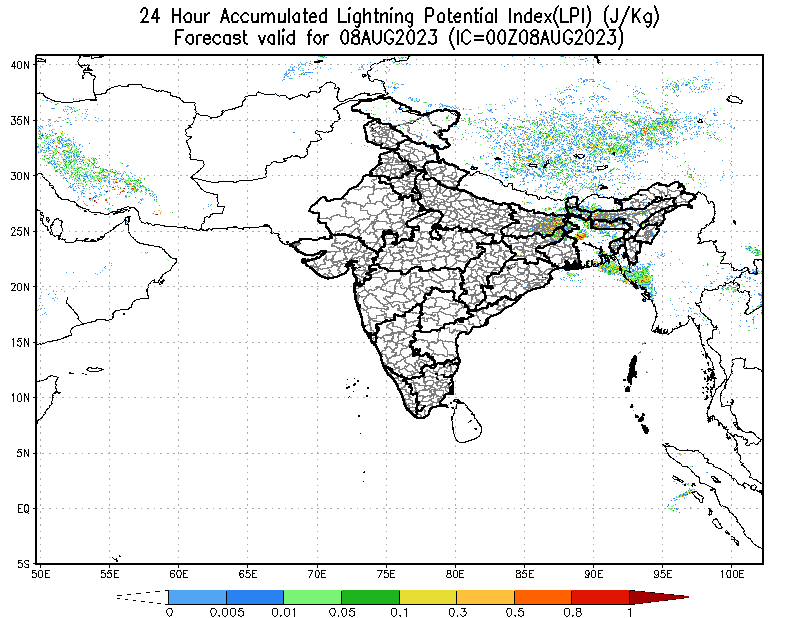 24 Hour Accumulated Lightning Potential Index(LPI) (J/Kg)
Forecast valid for 08AUG2023 (IC=00Z08AUG2023)
40N
35N
30N
25N
20N
15N
10N
5N
EQ
5S
50E 55E 60E 65E 70E 75E 80E 85E 90E 95E 100E
0 0.005 0.01 0.05 0.1 0.3 0.5 0.8 1